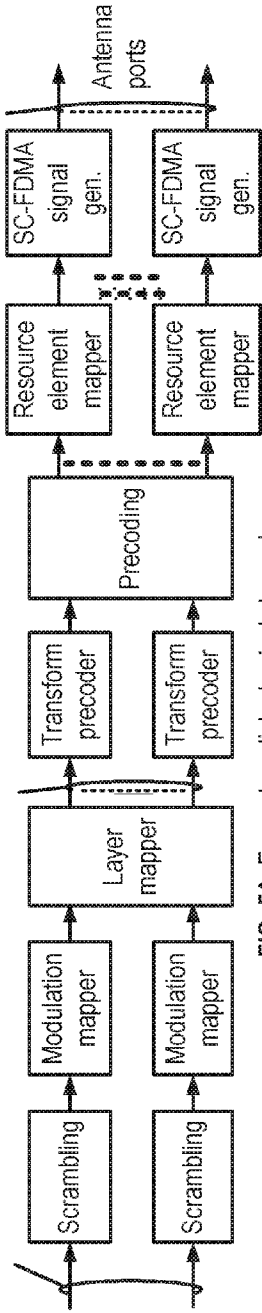 Scrambling
Modulation
mapper
Layer
mapper
Transform
precoder
Precoding
Resource
element
mapper
SC-FDMA
signal
gen.
Antenna
ports
Scrambling
Modulation
mapper
Transform
precoder
Resource
element
mapper
SC-FDMA
signal
gen.